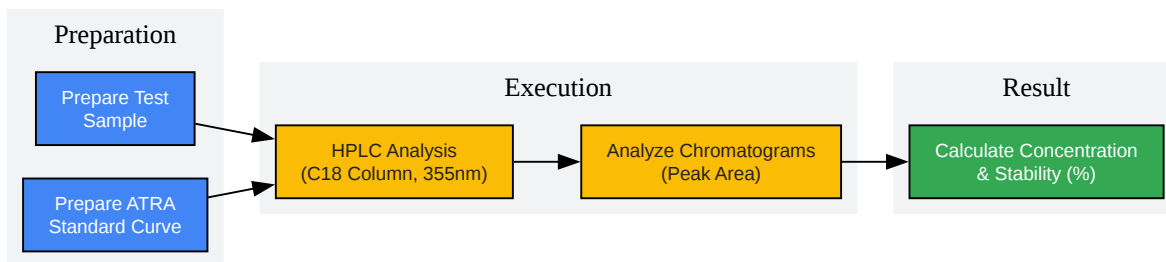 Preparation
Prepare Test
Sample
Prepare ATRA
Standard Curve
Execution
HPLC Analysis
(C18 Column, 355nm)
Analyze Chromatograms
(Peak Area)
Result
Calculate Concentration
& Stability (%)